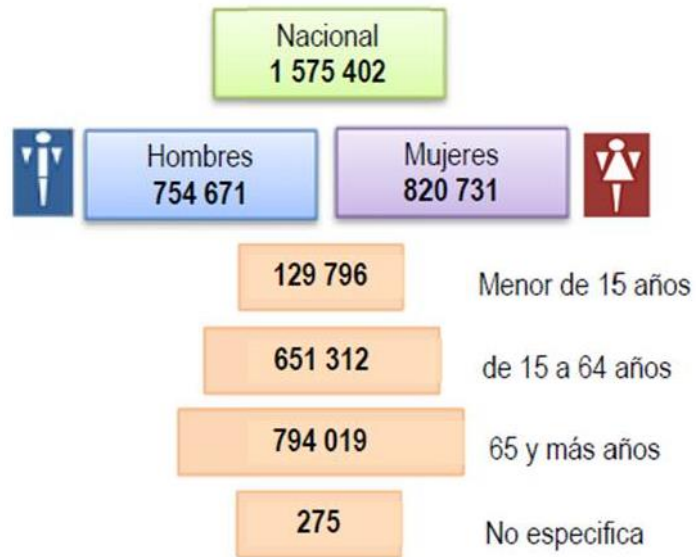 Nacional
1 575 402
Hombres
754 671
Mujeres
820 731
129 796
Menor de 15 años
651 312
de 15 a 64 años
794 019
65 y más años
275
No especifica